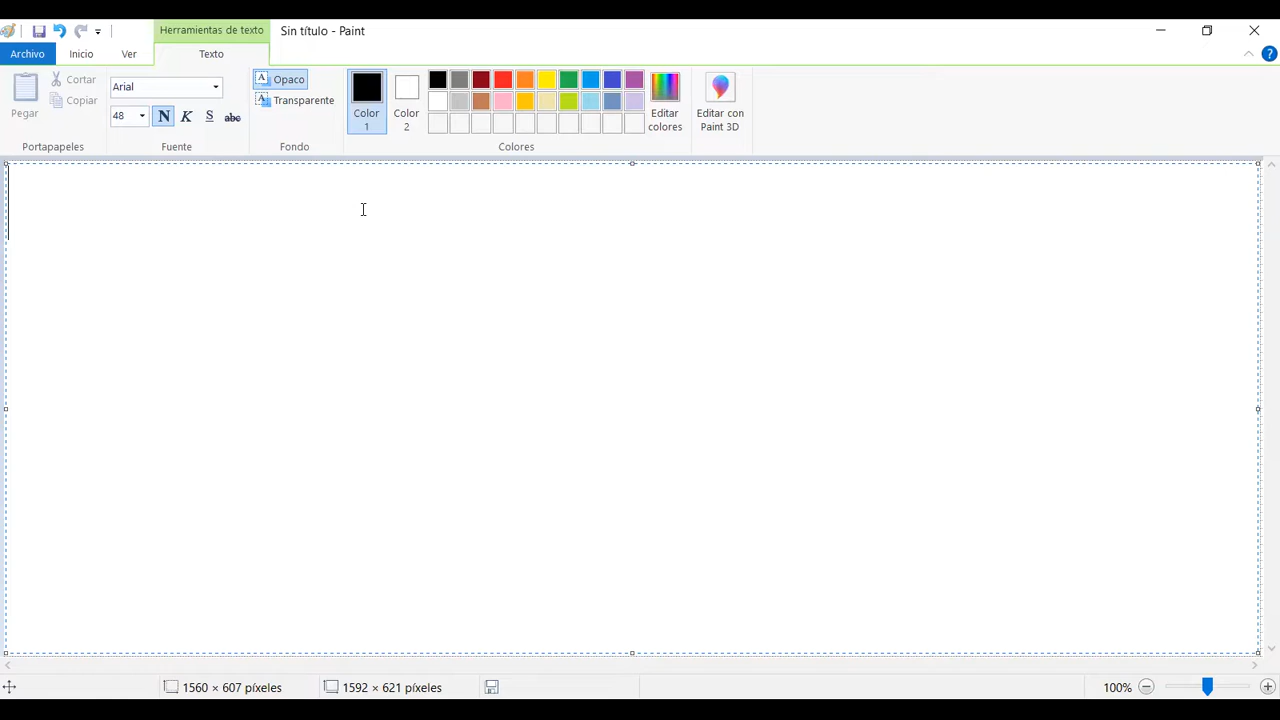 Herramientas de texto
Sin título - Paint
Archivo
Inicio
Ver
Texto
Pegar
Cortar
Copiar
Portapapeles
Arial
48
N K S abc
Fuente
Opaco
Transparente
Fondo
Color 1
Color 2
Editar colores
Colores
Editar con Paint 3D
1560 × 607 píxeles
1592 × 621 píxeles
100%